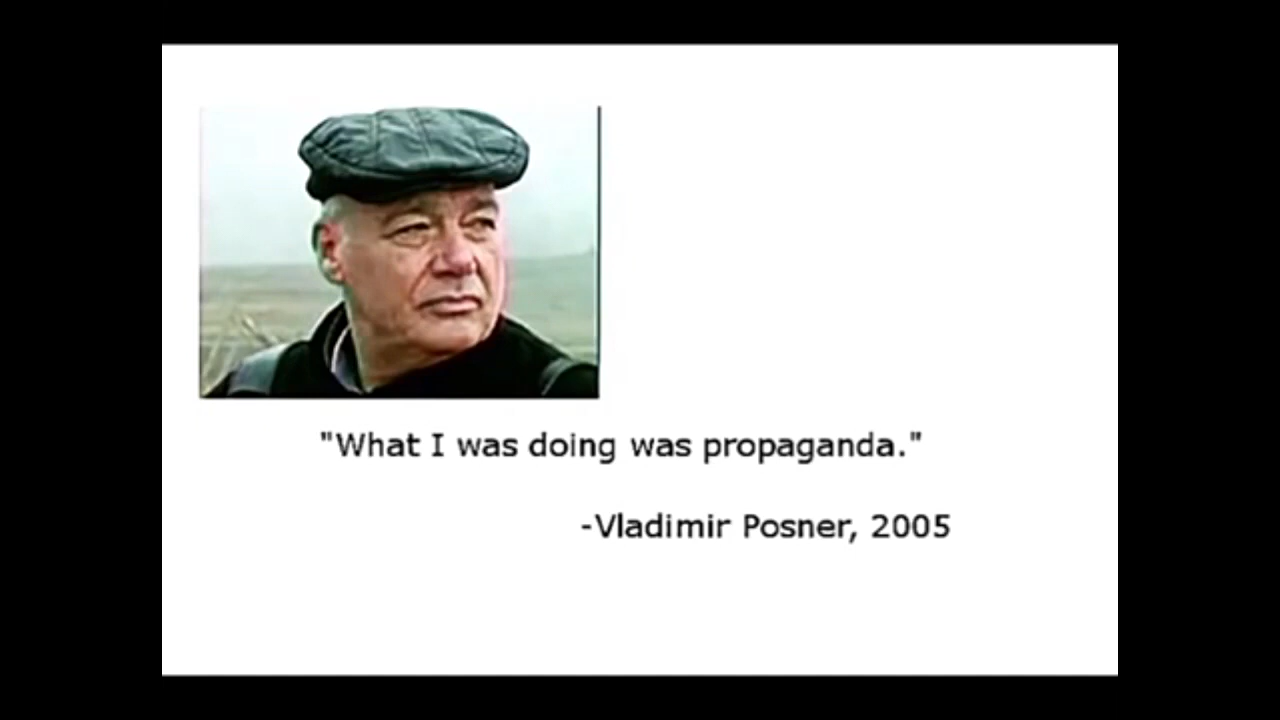 "What I was doing was propaganda."
-Vladimir Posner, 2005